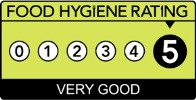 FOOD HYGIENE RATING
0 1 2 3 4 5
VERY GOOD